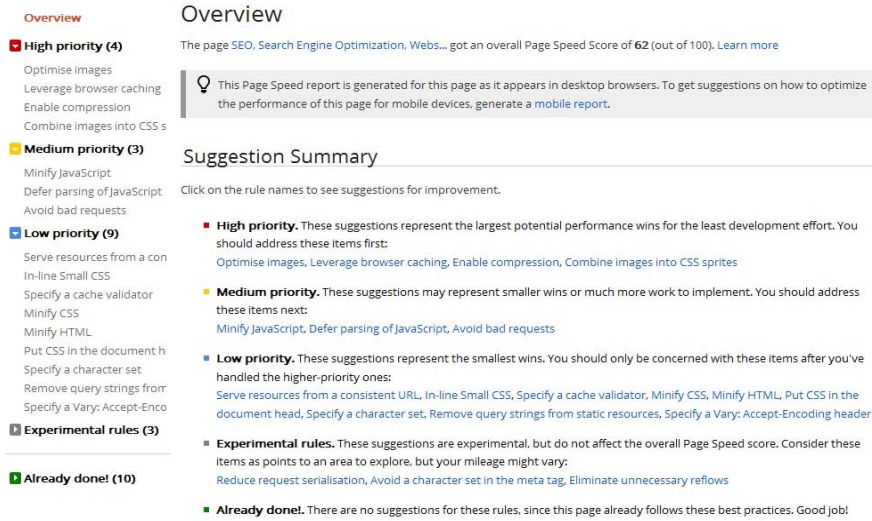 Overview
High priority (4)
Optimise images
Leverage browser caching
Enable compression
Combine images into CSS s
Medium priority (3)
Minify JavaScript
Defer parsing of JavaScript
Avoid bad requests
Low priority (9)
Serve resources from a con
In-line Small CSS
Specify a cache validator
Minify CSS
Minify HTML
Put CSS in the document h
Specify a character set
Remove query strings from
Specify a Vary: Accept-Enco
Experimental rules (3)
Already done! (10)
Overview
The page SEO, Search Engine Optimization, Webs... got an overall Page Speed Score of 62 (out of 100). Learn more
This Page Speed report is generated for this page as it appears in desktop browsers. To get suggestions on how to optimize
the performance of this page for mobile devices, generate a mobile report.
Suggestion Summary
Click on the rule names to see suggestions for improvement.
High priority. These suggestions represent the largest potential performance wins for the least development effort. You
should address these items first:
Optimise images, Leverage browser caching, Enable compression, Combine images into CSS sprites
Medium priority. These suggestions may represent smaller wins or much more work to implement. You should address
these items next:
Minify JavaScript, Defer parsing of JavaScript, Avoid bad requests
Low priority. These suggestions represent the smallest wins. You should only be concerned with these items after you've
handled the higher-priority ones:
Serve resources from a consistent URL, In-line Small CSS, Specify a cache validator, Minify CSS, Minify HTML, Put CSS in the
document head, Specify a character set, Remove query strings from static resources, Specify a Vary: Accept-Encoding header
Experimental rules. These suggestions are experimental, but do not affect the overall Page Speed score. Consider these
items as points to an area to explore, but your mileage might vary:
Reduce request serialisation, Avoid a character set in the meta tag, Eliminate unnecessary reflows
Already done!. There are no suggestions for these rules, since this page already follows these best practices. Good job!